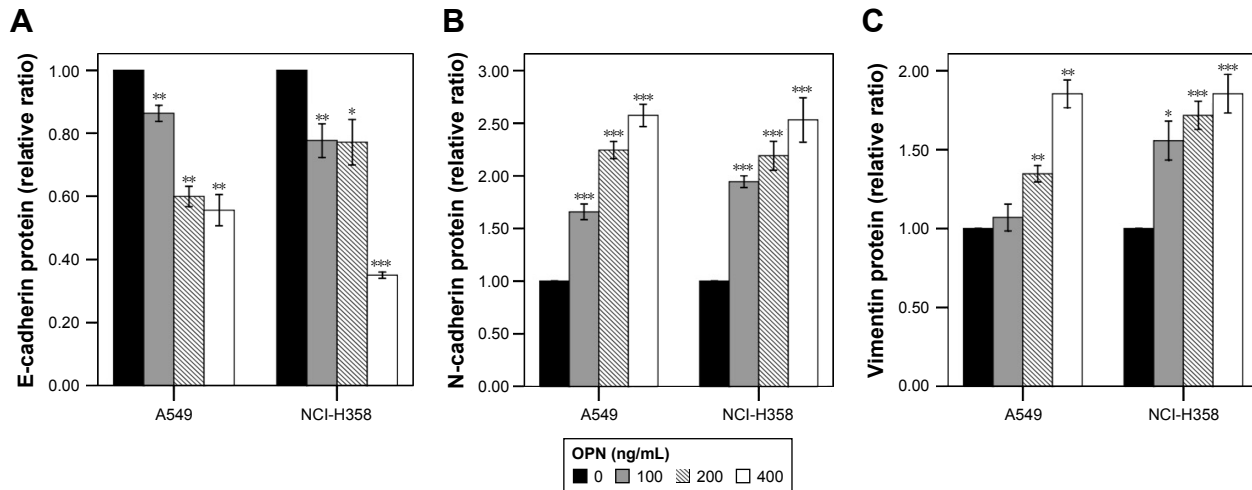 A
E-cadherin protein (relative ratio)
1.00
0.80
0.60
0.40
0.20
0.00
**
**
**
**
*
***
A549
NCI-H358
B
N-cadherin protein (relative ratio)
3.00
2.50
2.00
1.50
1.00
0.50
0.00
***
***
***
***
***
***
A549
NCI-H358
C
Vimentin protein (relative ratio)
2.00
1.50
1.00
0.50
0.00
**
**
*
***
***
A549
NCI-H358
OPN (ng/mL)
0 100 200 400